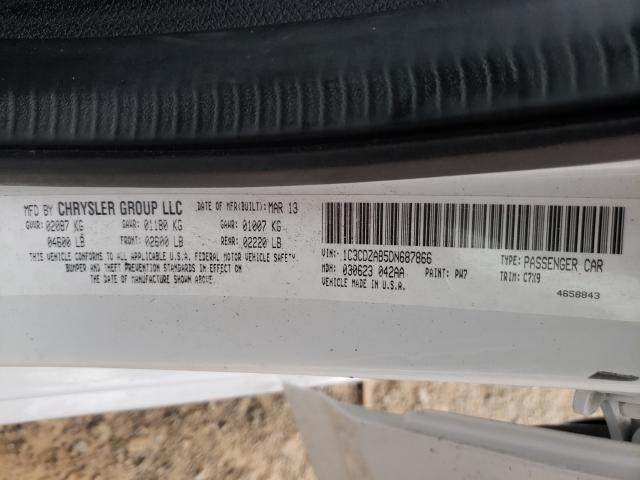 MFD BY CHRYSLER GROUP LLC DATE OF MFR(BUILT): MAR 13
GVWR: 02087 KG GAWR: 01180 KG GAWR: 01007 KG
04600 LB FRONT: 02600 LB REAR: 02220 LB
THIS VEHICLE CONFORMS TO ALL APPLICABLE U.S.A. FEDERAL MOTOR VEHICLE SAFETY,
BUMPER AND THEFT PREVENTION STANDARDS IN EFFECT ON
THE DATE OF MANUFACTURE SHOWN ABOVE.
VIN: 1C3CDZAB5DN687866 TYPE: PASSENGER CAR
MDH: 030623 042AA PAINT: PW7 TRIM: C7X9
VEHICLE MADE IN U.S.A.
4658843